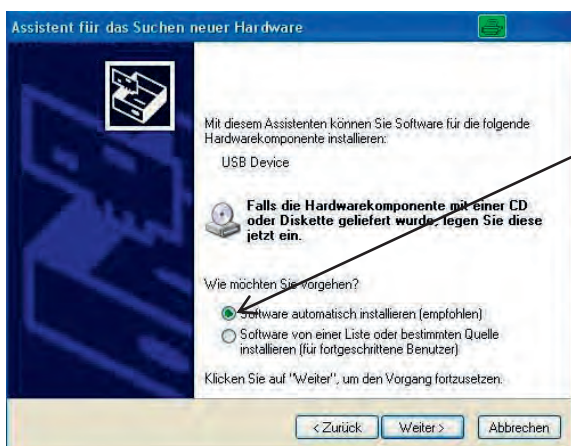 Assistent für das Suchen neuer Hardware
Mit diesem Assistenten können Sie Software für die folgende
Hardwarekomponente installieren:
USB Device
Falls die Hardwarekomponente mit einer CD
oder Diskette geliefert wurde, legen Sie diese
jetzt ein.
Wie möchten Sie vorgehen?
Software automatisch installieren (empfohlen)
Software von einer Liste oder bestimmten Quelle
installieren (für fortgeschrittene Benutzer)
Klicken Sie auf "Weiter", um den Vorgang fortzusetzen.
< Zurück Weiter > Abbrechen